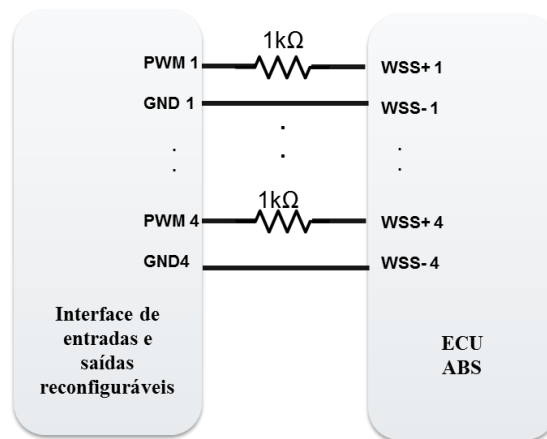 1kΩ
PWM 1
WSS+ 1
GND 1
WSS- 1
1kΩ
PWM 4
WSS+ 4
GND4
WSS- 4
Interface de
entradas e
saídas
reconfiguráveis
ECU
ABS